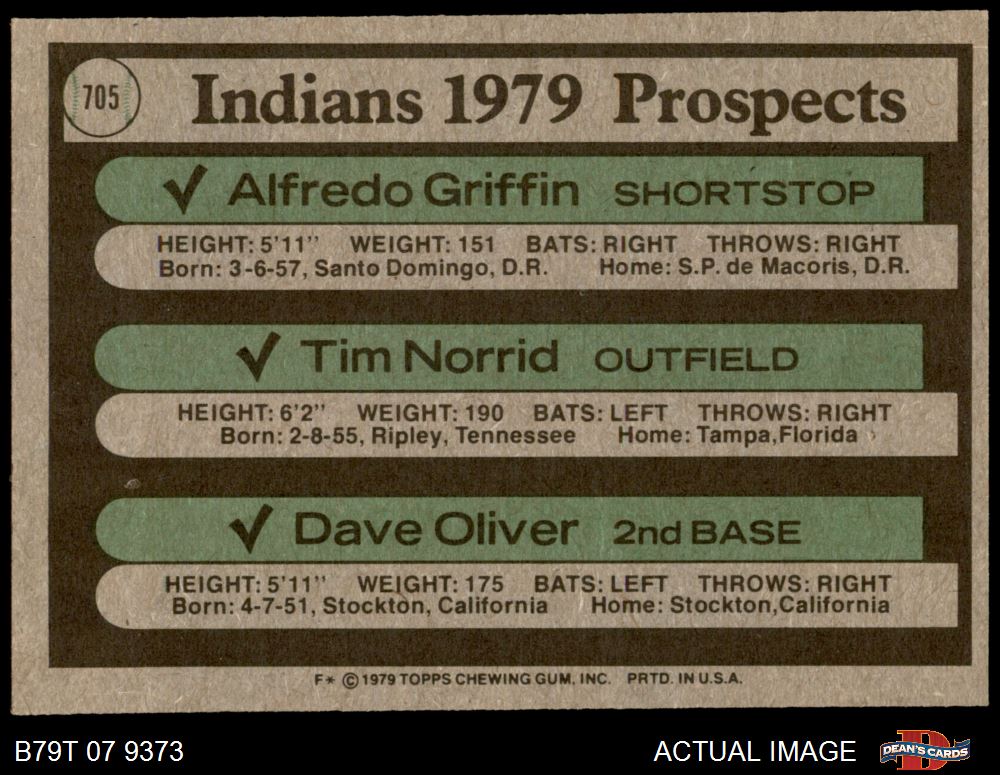 705
Indians 1979 Prospects
✓ Alfredo Griffin SHORTSTOP
HEIGHT: 5'11" WEIGHT: 151 BATS: RIGHT THROWS: RIGHT
Born: 3-6-57, Santo Domingo, D.R. Home: S.P. de Macoris, D.R.
✓ Tim Norrid OUTFIELD
HEIGHT: 6'2" WEIGHT: 190 BATS: LEFT THROWS: RIGHT
Born: 2-8-55, Ripley, Tennessee Home: Tampa,Florida
✓ Dave Oliver 2nd BASE
HEIGHT: 5'11" WEIGHT: 175 BATS: LEFT THROWS: RIGHT
Born: 4-7-51, Stockton, California Home: Stockton,California
F* © 1979 TOPPS CHEWING GUM, INC. PRTD. IN U.S.A.
B79T 07 9373 ACTUAL IMAGE D DEAN'S CARDS